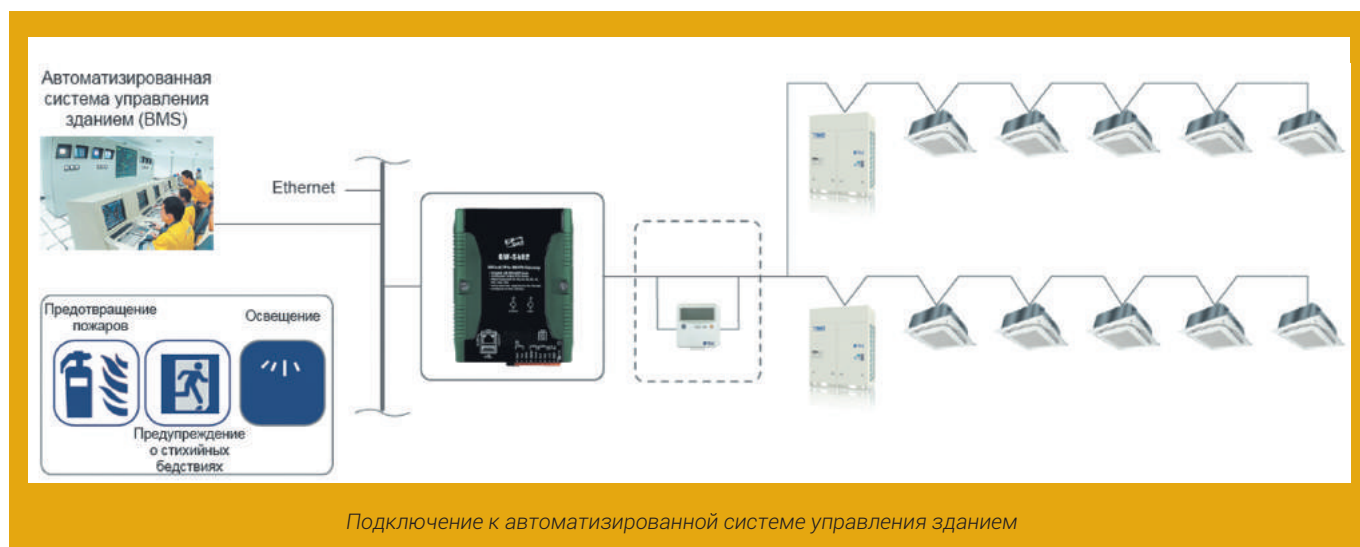 Автоматизированная
система управления
зданием (BMS)
Ethernet
Предотвращение
пожаров
Освещение
Предупреждение
о стихийных
бедствиях
Подключение к автоматизированной системе управления зданием